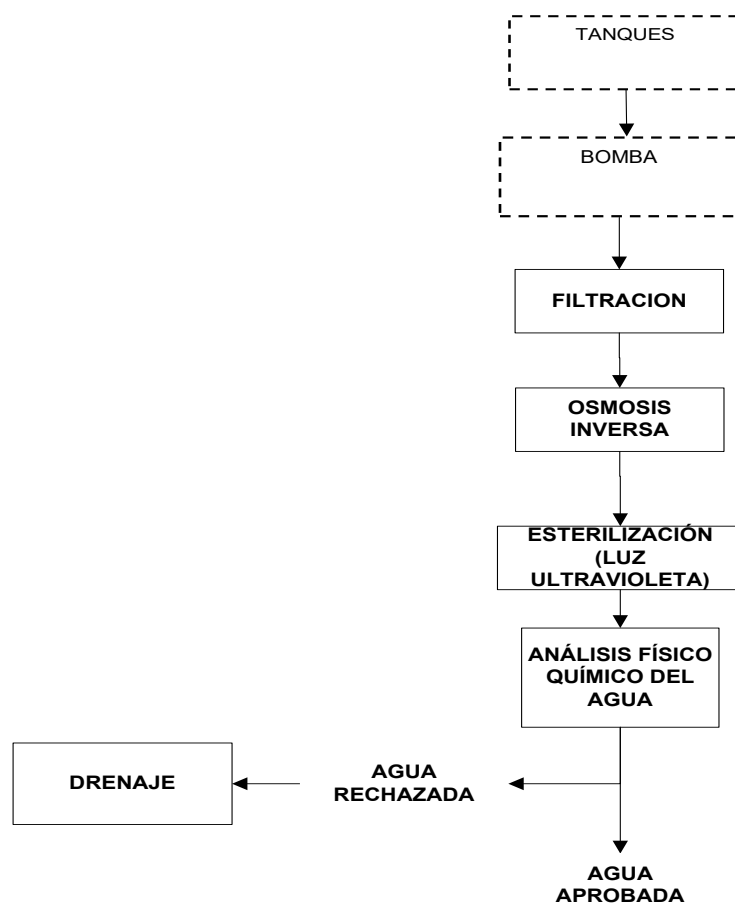 TANQUES
BOMBA
FILTRACION
OSMOSIS
INVERSA
ESTERILIZACIÓN
(LUZ
ULTRAVIOLETA)
ANÁLISIS FÍSICO
QUÍMICO DEL
AGUA
DRENAJE
AGUA
RECHAZADA
AGUA
APROBADA